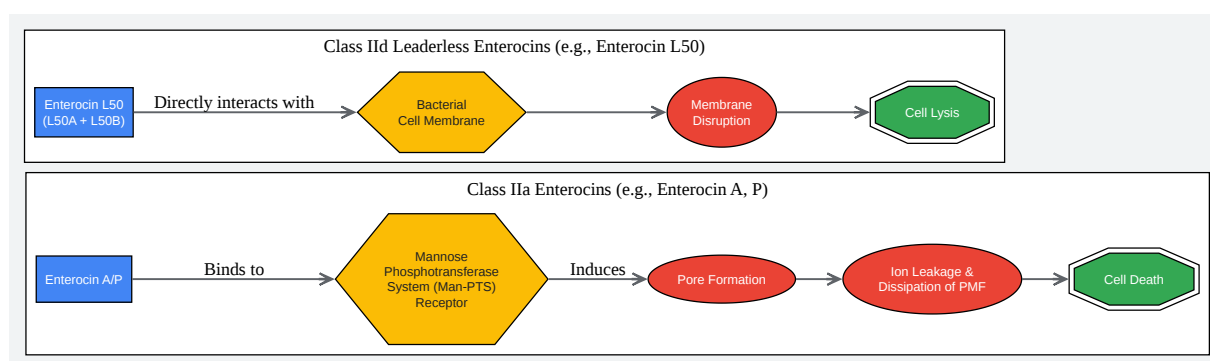 Class IId Leaderless Enterocins (e.g., Enterocin L50)
Enterocin L50
(L50A + L50B)
Directly interacts with
Bacterial
Cell Membrane
Membrane
Disruption
Cell Lysis
Class IIa Enterocins (e.g., Enterocin A, P)
Enterocin A/P
Binds to
Mannose
Phosphotransferase
System (Man-PTS)
Receptor
Induces
Pore Formation
Ion Leakage &
Dissipation of PMF
Cell Death